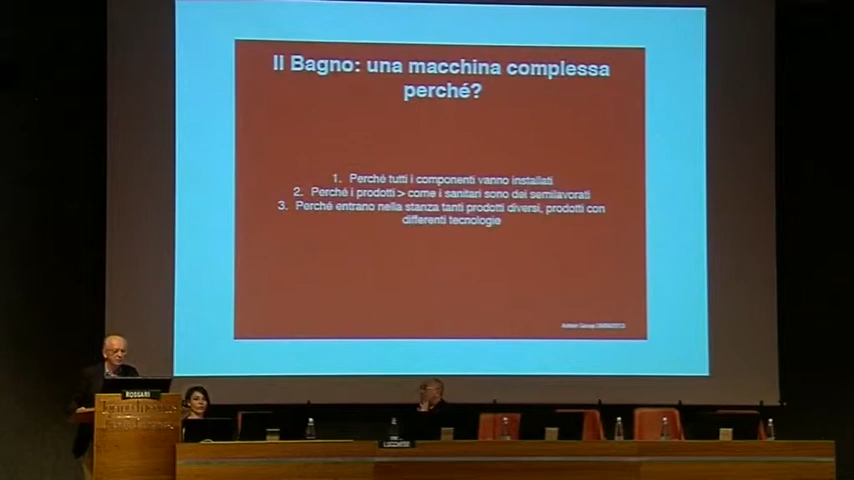 Il Bagno: una macchina complessa
perché?
1. Perché tutti i componenti vanno installati
2. Perché i prodotti > come i sanitari sono dei semilavorati
3. Perché entrano nella stanza tanti prodotti diversi, prodotti con
differenti tecnologie
ROSSARI
LUCCHESE